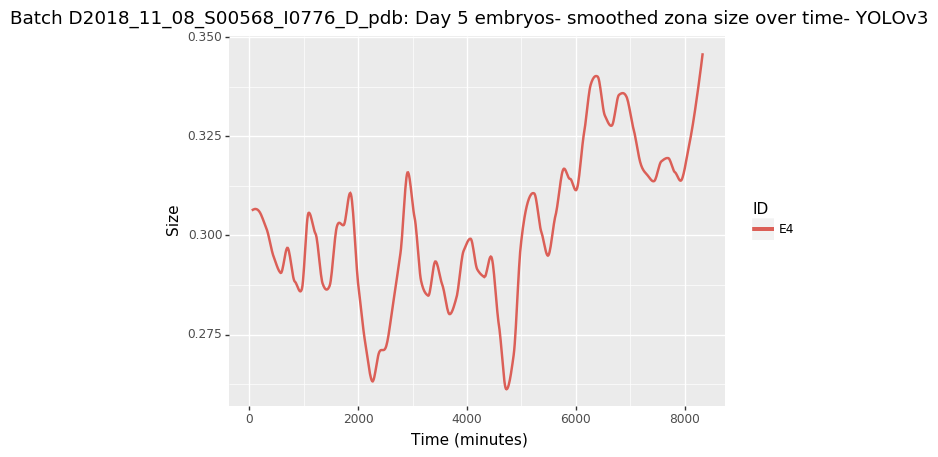 Batch D2018_11_08_S00568_I0776_D_pdb: Day 5 embryos- smoothed zona size over time- YOLOv3
0.350
0.325
0.300
0.275
Size
0
2000
4000
6000
8000
Time (minutes)
ID
E4